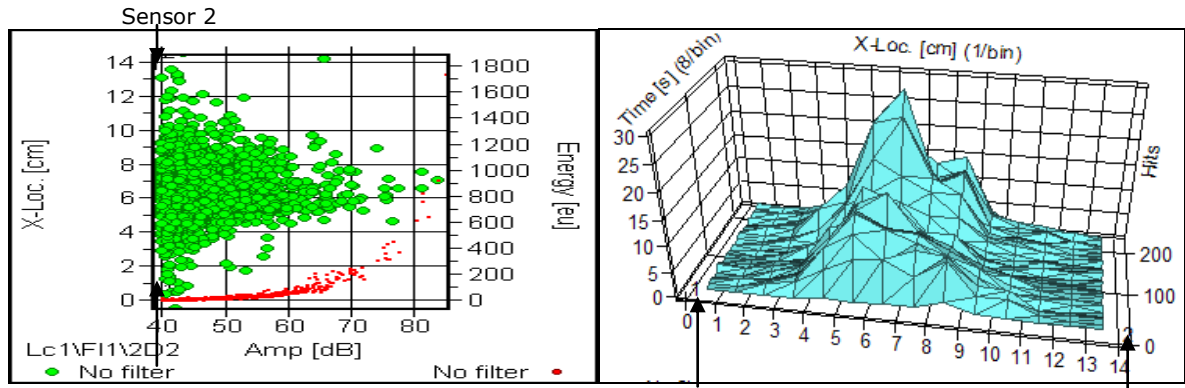 Sensor 2
14
12
10
8
6
4
2
0
X-Loc. [cm]
1800
1600
1400
1200
1000
800
600
400
200
0
Energy [eu]
40 50 60 70 80
Lc1\FI1\2D2 Amp [dB]
No filter No filter
Time [s] (8/bin)
X-Loc. [cm] (1/bin)
30
25
20
15
10
5
0
Hits
200
100
0
0 1 2 3 4 5 6 7 8 9 10 11 12 13 14